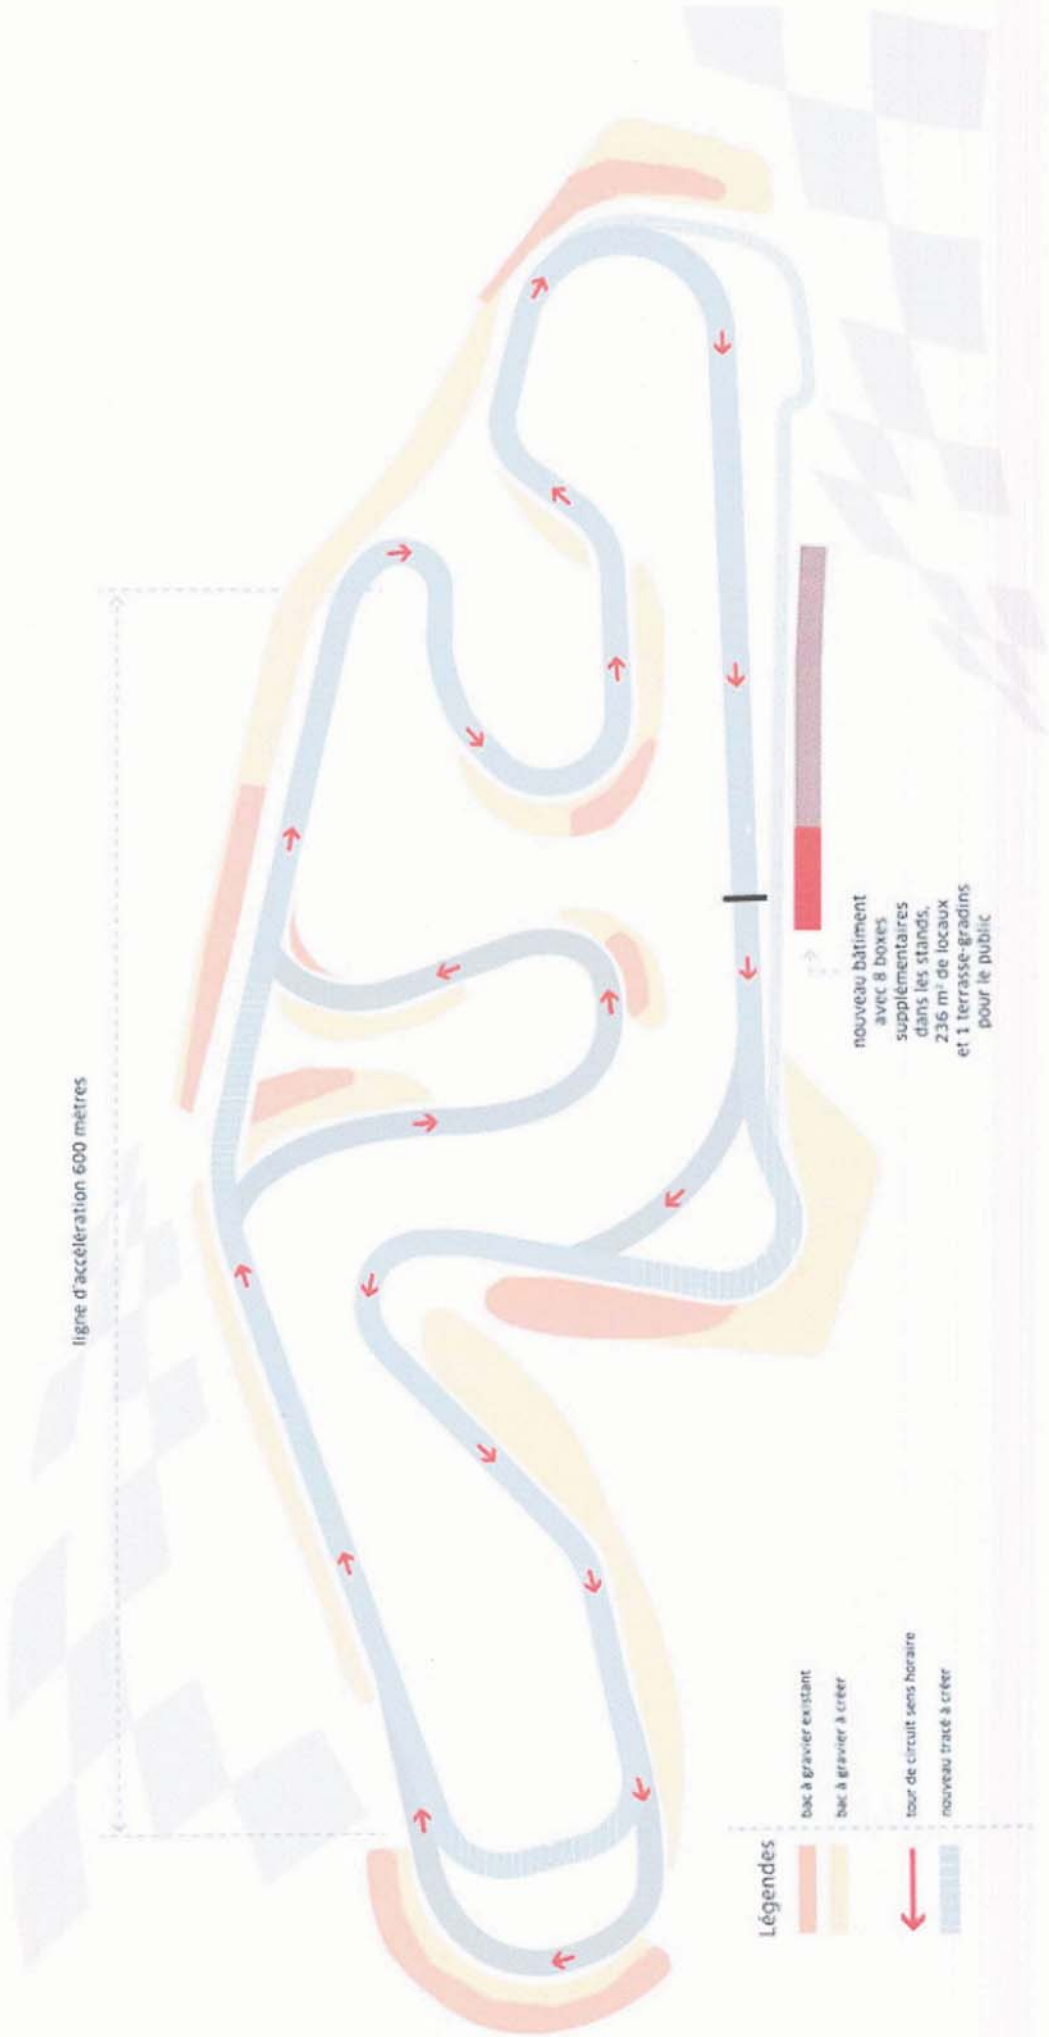 ligne d'accélération 600 mètres
nouveau bâtiment
avec 8 boxes
supplémentaires
dans les stands,
236 m² de locaux
et 1 terrasse-gradins
pour le public
Légendes
bac à gravier existant
bac à gravier à créer
tour de circuit sens horaire
nouveau tracé à créer